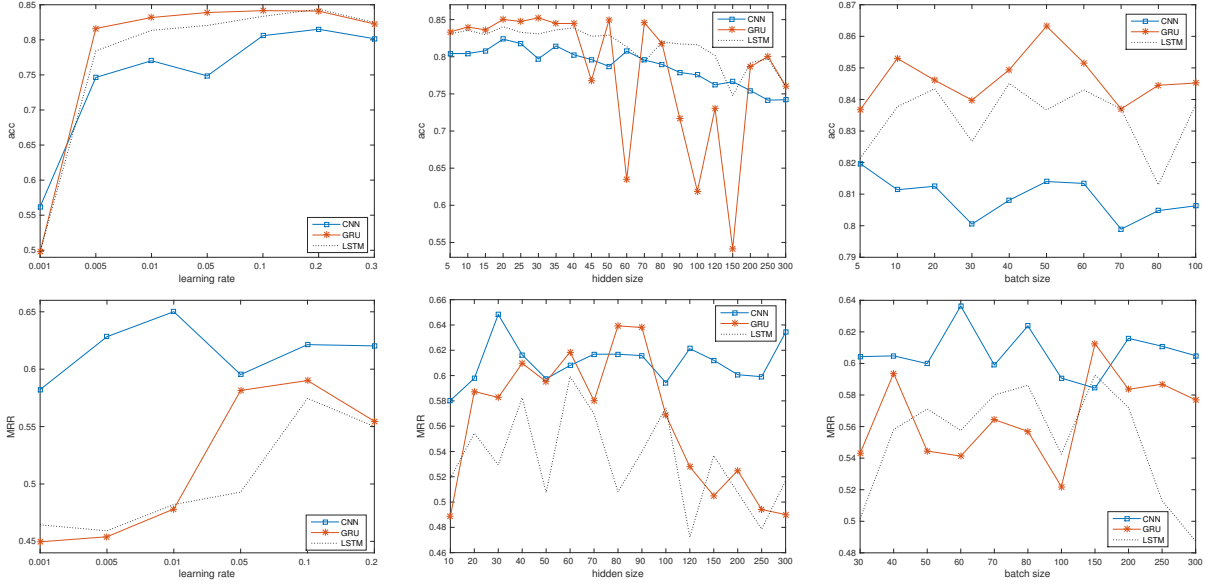 0.85
0.8
0.75
0.7
0.65
0.6
0.55
0.5
acc
0.001 0.005 0.01 0.05 0.1 0.2 0.3
learning rate
CNN
GRU
LSTM
0.85
0.8
0.75
0.7
0.65
0.6
0.55
acc
5 10 15 20 25 30 35 40 45 50 60 70 80 90 100 120 150 200 250 300
hidden size
CNN
GRU
LSTM
0.87
0.86
0.85
0.84
0.83
0.82
0.81
0.8
0.79
acc
5 10 20 30 40 50 60 70 80 100
batch size
CNN
GRU
LSTM
0.65
0.6
0.55
0.5
0.45
MRR
0.001 0.005 0.01 0.05 0.1 0.2
learning rate
CNN
GRU
LSTM
0.66
0.64
0.62
0.6
0.58
0.56
0.54
0.52
0.5
0.48
0.46
MRR
10 20 30 40 50 60 70 80 90 100 120 150 200 250 300
hidden size
CNN
GRU
LSTM
0.64
0.62
0.6
0.58
0.56
0.54
0.52
0.5
0.48
MRR
30 40 50 60 70 80 100 150 200 250 300
batch size
CNN
GRU
LSTM